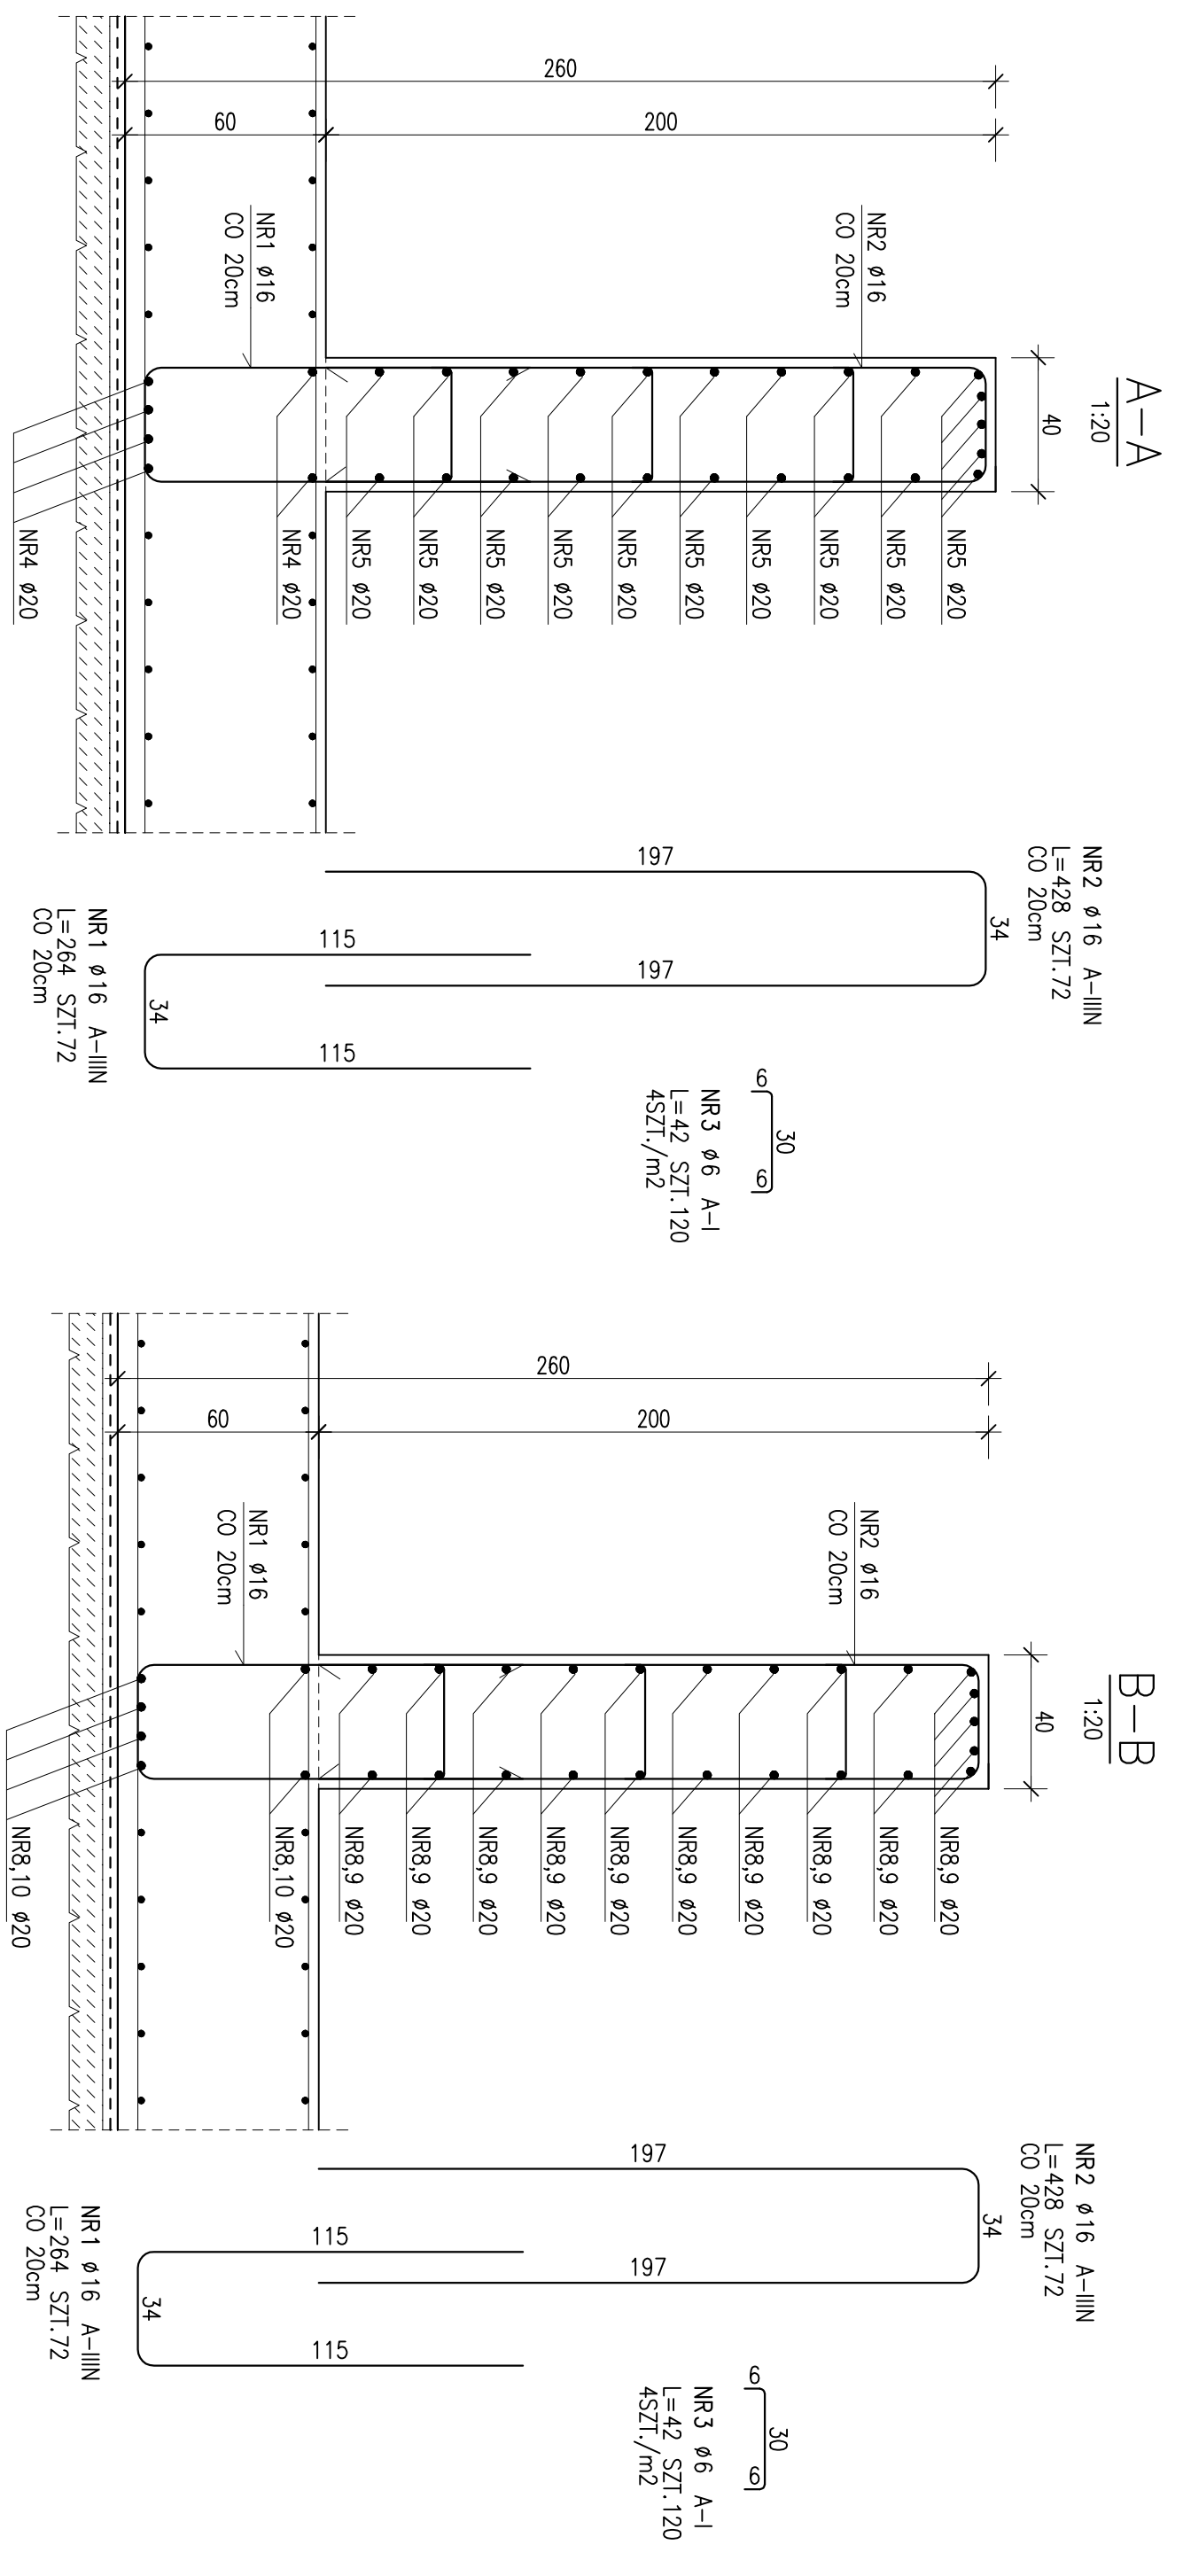 A-A
1:20
260
60
200
40
NR2 ø16
CO 20cm
NR1 ø16
CO 20cm
NR5 ø20
NR5 ø20
NR5 ø20
NR5 ø20
NR5 ø20
NR5 ø20
NR5 ø20
NR5 ø20
NR5 ø20
NR5 ø20
NR4 ø20
NR4 ø20
NR2 ø16 A-IIIN
L=428 SZT.72
CO 20cm
197
34
197
115
34
115
NR1 ø16 A-IIIN
L=264 SZT.72
CO 20cm
6
30
6
NR3 ø6 A-I
L=42 SZT.120
4SZT./m2
B-B
1:20
260
60
200
40
NR2 ø16
CO 20cm
NR1 ø16
CO 20cm
NR8,9 ø20
NR8,9 ø20
NR8,9 ø20
NR8,9 ø20
NR8,9 ø20
NR8,9 ø20
NR8,9 ø20
NR8,9 ø20
NR8,9 ø20
NR8,9 ø20
NR8,10 ø20
NR8,10 ø20
NR2 ø16 A-IIIN
L=428 SZT.72
CO 20cm
197
34
197
115
34
115
NR1 ø16 A-IIIN
L=264 SZT.72
CO 20cm
6
30
6
NR3 ø6 A-I
L=42 SZT.120
4SZT./m2